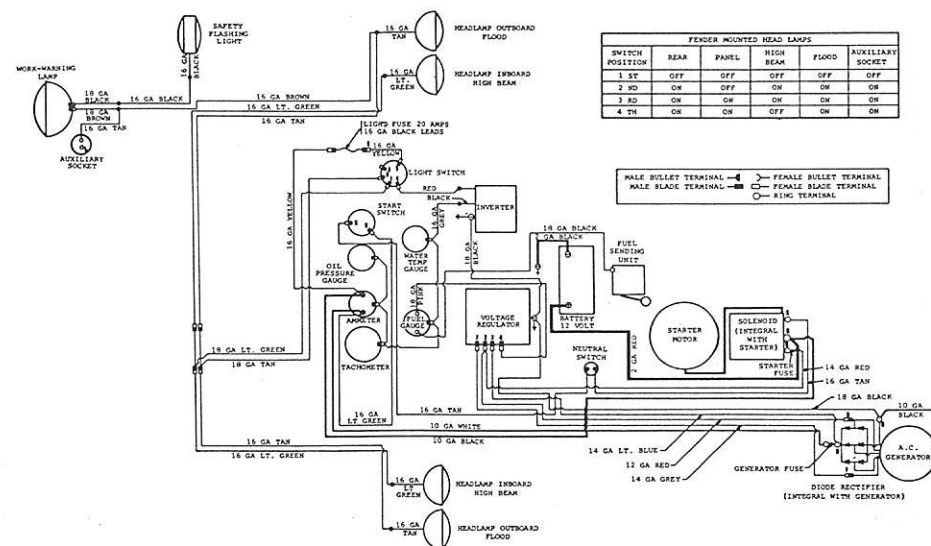 SAFETY
FLASHING
LIGHT
16 GA
BLACK
16 GA
TAN
HEADLAMP OUTBOARD
FLOOD
16 GA
LT.
GREEN
HEADLAMP INBOARD
HIGH BEAM
WORK-WARNING
LAMP
18 GA
BLACK
16 GA BLACK
18 GA
BROWN
16 GA TAN
AUXILIARY
SOCKET
16 GA BROWN
16 GA LT. GREEN
16 GA TAN
FENDER MOUNTED HEAD LAMPS
SWITCH POSITION REAR PANEL HIGH BEAM FLOOD AUXILIARY SOCKET
1 ST OFF OFF OFF OFF OFF
2 ND ON OFF ON ON ON
3 RD ON ON ON ON ON
4 TH ON ON OFF ON ON
LIGHT FUSE 20 AMPS
16 GA BLACK LEADS
16 GA
YELLOW
LIGHT SWITCH
MALE BULLET TERMINAL FEMALE BULLET TERMINAL
MALE BLADE TERMINAL FEMALE BLADE TERMINAL
RING TERMINAL
RED
BLACK
INVERTER
16 GA YELLOW
START
SWITCH
16 GA
GREY
18 GA
BLACK
WATER
TEMP
GAUGE
OIL
PRESSURE
GAUGE
18 GA BLACK
GA BLACK
FUEL
SENDING
UNIT
AMMETER
18 GA
PINK
FUEL
GAUGE
TACHOMETER
VOLTAGE
REGULATOR
BATTERY
12 VOLT
2 GA RED
STARTER
MOTOR
SOLENOID
(INTEGRAL
WITH
STARTER)
STARTER
FUSE
NEUTRAL
SWITCH
18 GA LT. GREEN
18 GA TAN
14 GA RED
16 GA TAN
18 GA BLACK
10 GA
BLACK
16 GA
LT GREEN
16 GA TAN
10 GA WHITE
10 GA BLACK
14 GA LT. BLUE
12 GA RED
14 GA GREY
GENERATOR FUSE
A.C.
GENERATOR
DIODE RECTIFIER
(INTEGRAL WITH GENERATOR)
16 GA TAN
16 GA LT. GREEN
16 GA
LT
GREEN
HEADLAMP INBOARD
HIGH BEAM
16 GA
TAN
HEADLAMP OUTBOARD
FLOOD